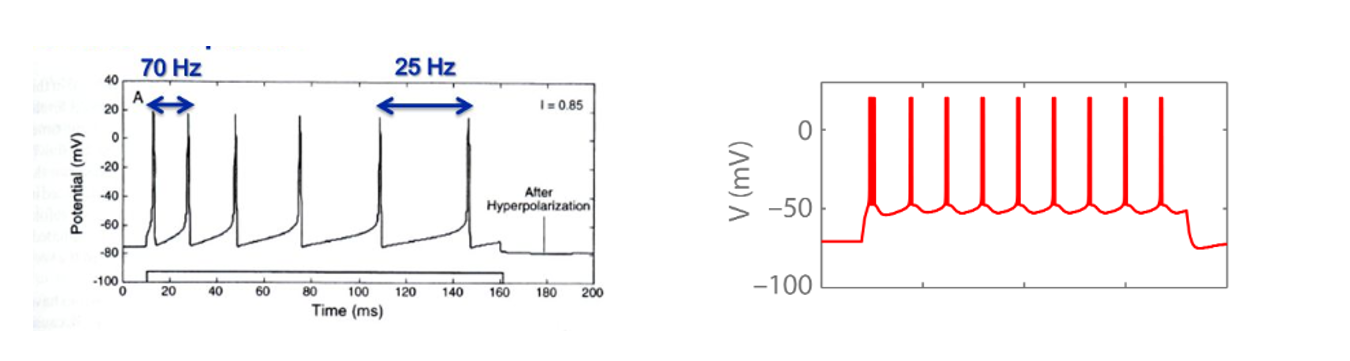 70 Hz
25 Hz
40
20
0
-20
-40
-60
-80
-100
A
I = 0.85
Potential (mV)
After
Hyperpolarization
0 20 40 60 80 100 120 140 160 180 200
Time (ms)
V (mV)
0
−50
−100